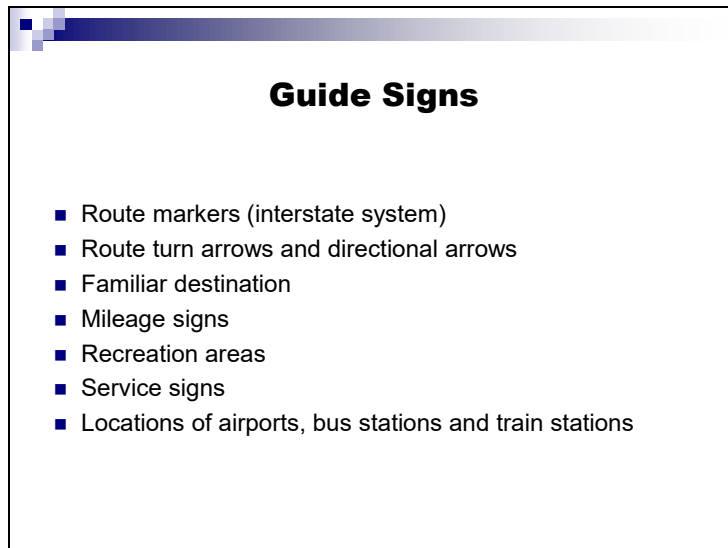 Guide Signs
Route markers (interstate system)
Route turn arrows and directional arrows
Familiar destination
Mileage signs
Recreation areas
Service signs
Locations of airports, bus stations and train stations